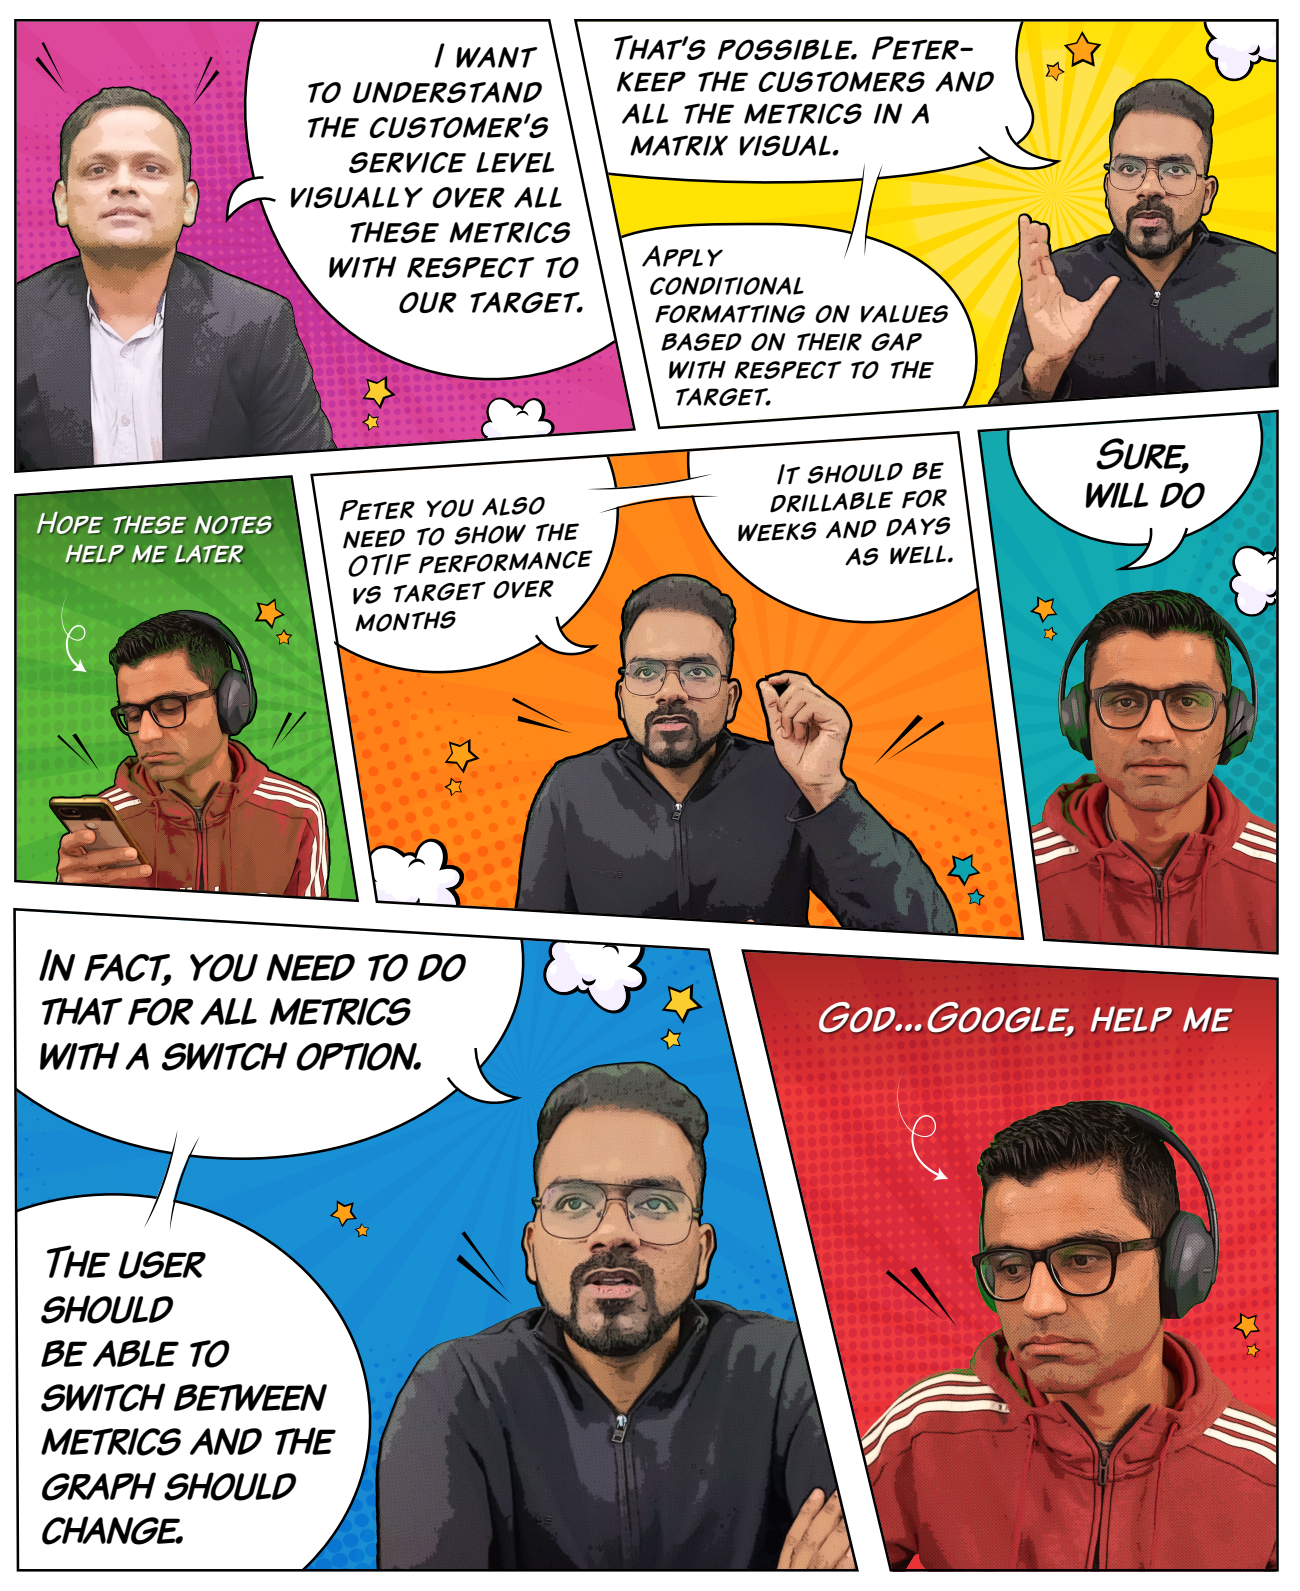 I WANT
TO UNDERSTAND
THE CUSTOMER'S
SERVICE LEVEL
VISUALLY OVER ALL
THESE METRICS
WITH RESPECT TO
OUR TARGET.
THAT'S POSSIBLE. PETER-
KEEP THE CUSTOMERS AND
ALL THE METRICS IN A
MATRIX VISUAL.
APPLY
CONDITIONAL
FORMATTING ON VALUES
BASED ON THEIR GAP
WITH RESPECT TO THE
TARGET.
HOPE THESE NOTES
HELP ME LATER
PETER YOU ALSO
NEED TO SHOW THE
OTIF PERFORMANCE
VS TARGET OVER
MONTHS
IT SHOULD BE
DRILLABLE FOR
WEEKS AND DAYS
AS WELL.
SURE,
WILL DO
IN FACT, YOU NEED TO DO
THAT FOR ALL METRICS
WITH A SWITCH OPTION.
THE USER
SHOULD
BE ABLE TO
SWITCH BETWEEN
METRICS AND THE
GRAPH SHOULD
CHANGE.
GOD...GOOGLE, HELP ME